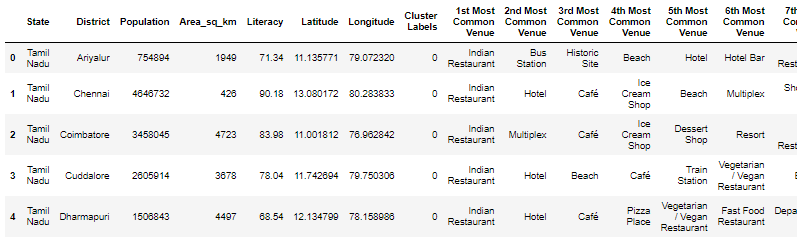 State District Population Area_sq_km Literacy Latitude Longitude Cluster Labels 1st Most Common Venue 2nd Most Common Venue 3rd Most Common Venue 4th Most Common Venue 5th Most Common Venue 6th Most Common Venue 7th
0 Tamil Nadu Ariyalur 754894 1949 71.34 11.135771 79.072320 0 Indian Restaurant Bus Station Historic Site Beach Hotel Hotel Bar
1 Tamil Nadu Chennai 4646732 426 90.18 13.080172 80.283833 0 Indian Restaurant Hotel Café Ice Cream Shop Beach Multiplex
2 Tamil Nadu Coimbatore 3458045 4723 83.98 11.001812 76.962842 0 Indian Restaurant Multiplex Café Ice Cream Shop Dessert Shop Resort
3 Tamil Nadu Cuddalore 2605914 3678 78.04 11.742694 79.750306 0 Indian Restaurant Hotel Beach Café Train Station Vegetarian / Vegan Restaurant
4 Tamil Nadu Dharmapuri 1506843 4497 68.54 12.134799 78.158986 0 Indian Restaurant Hotel Café Pizza Place Vegetarian / Vegan Restaurant Fast Food Restaurant